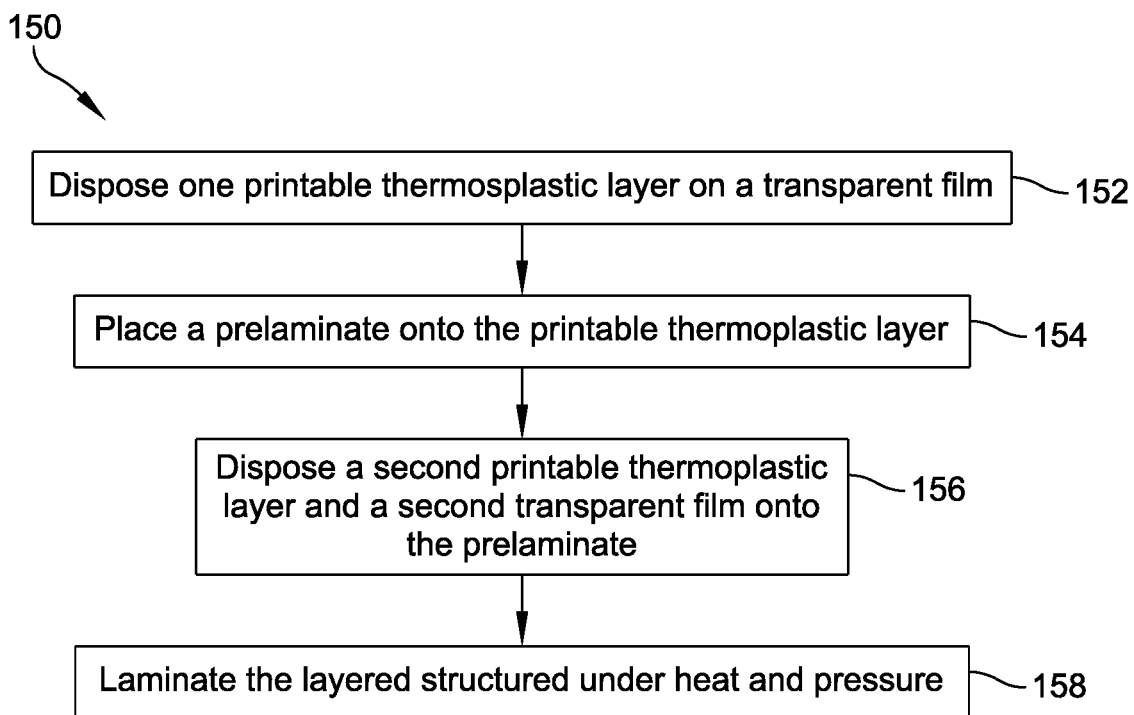 150
Dispose one printable thermosplastic layer on a transparent film
152
Place a prelaminate onto the printable thermoplastic layer
154
Dispose a second printable thermoplastic
layer and a second transparent film onto
the prelaminate
156
Laminate the layered structured under heat and pressure
158